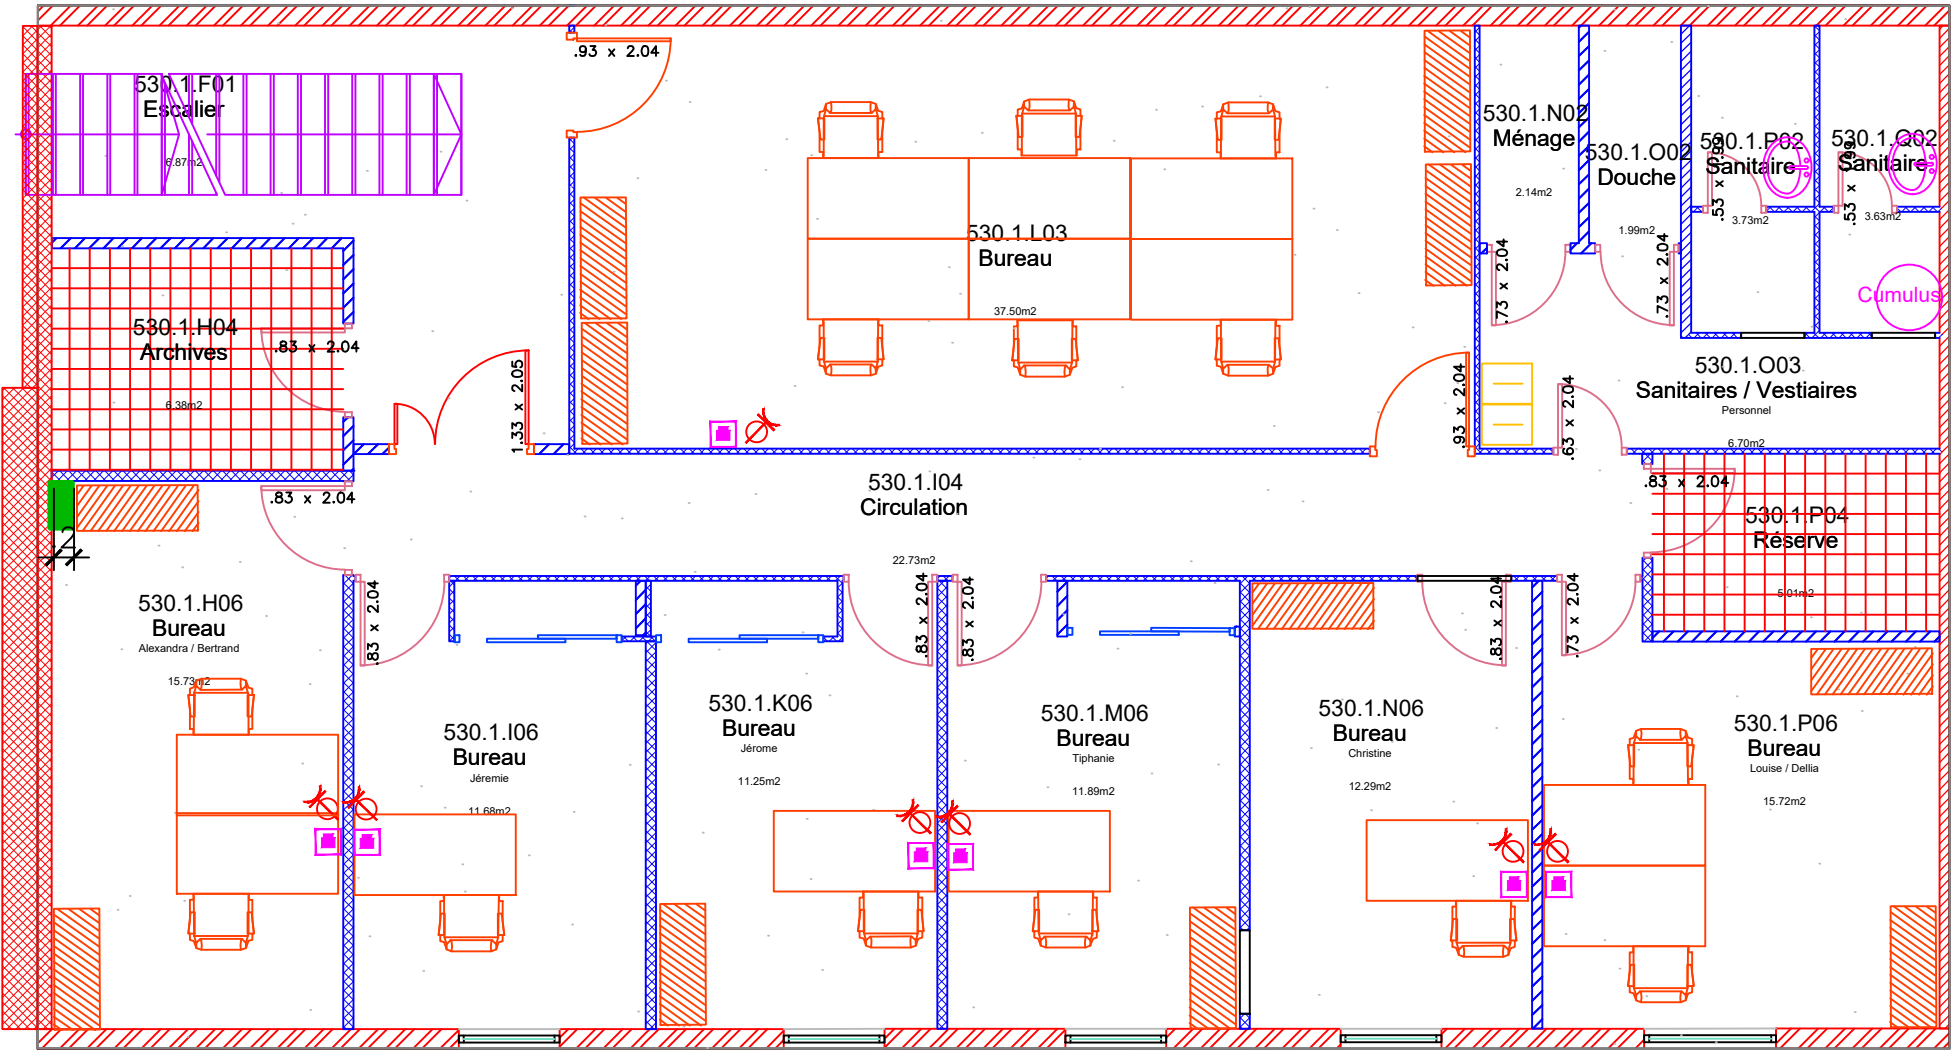 530.1.F01
Escalier
6.87m2
.93 x 2.04
530.1.L03
Bureau
37.50m2
530.1.N02
Ménage
2.14m2
530.1.O02
Douche
1.99m2
530.1.P02
Sanitaire
3.73m2
.53 x 1.99
530.1.Q02
Sanitaire
3.63m2
.53 x 1.99
Cumulus
.73 x 2.04
.73 x 2.04
530.1.H04
Archives
6.38m2
.83 x 2.04
1.33 x 2.05
.93 x 2.04
.63 x 2.04
530.1.O03
Sanitaires / Vestiaires
Personnel
6.70m2
530.1.I04
Circulation
22.73m2
.83 x 2.04
.83 x 2.04
530.1.P04
Réserve
5.01m2
.2
530.1.H06
Bureau
Alexandra / Bertrand
15.73m2
.83 x 2.04
530.1.I06
Bureau
Jéremie
11.68m2
530.1.K06
Bureau
Jérome
11.25m2
.83 x 2.04
.83 x 2.04
530.1.M06
Bureau
Tiphanie
11.89m2
530.1.N06
Bureau
Christine
12.29m2
.83 x 2.04
.73 x 2.04
530.1.P06
Bureau
Louise / Dellia
15.72m2